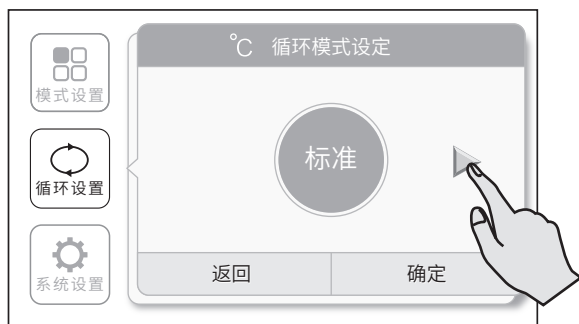 模式设置
循环设置
系统设置
℃ 循环模式设定
标准
返回
确定